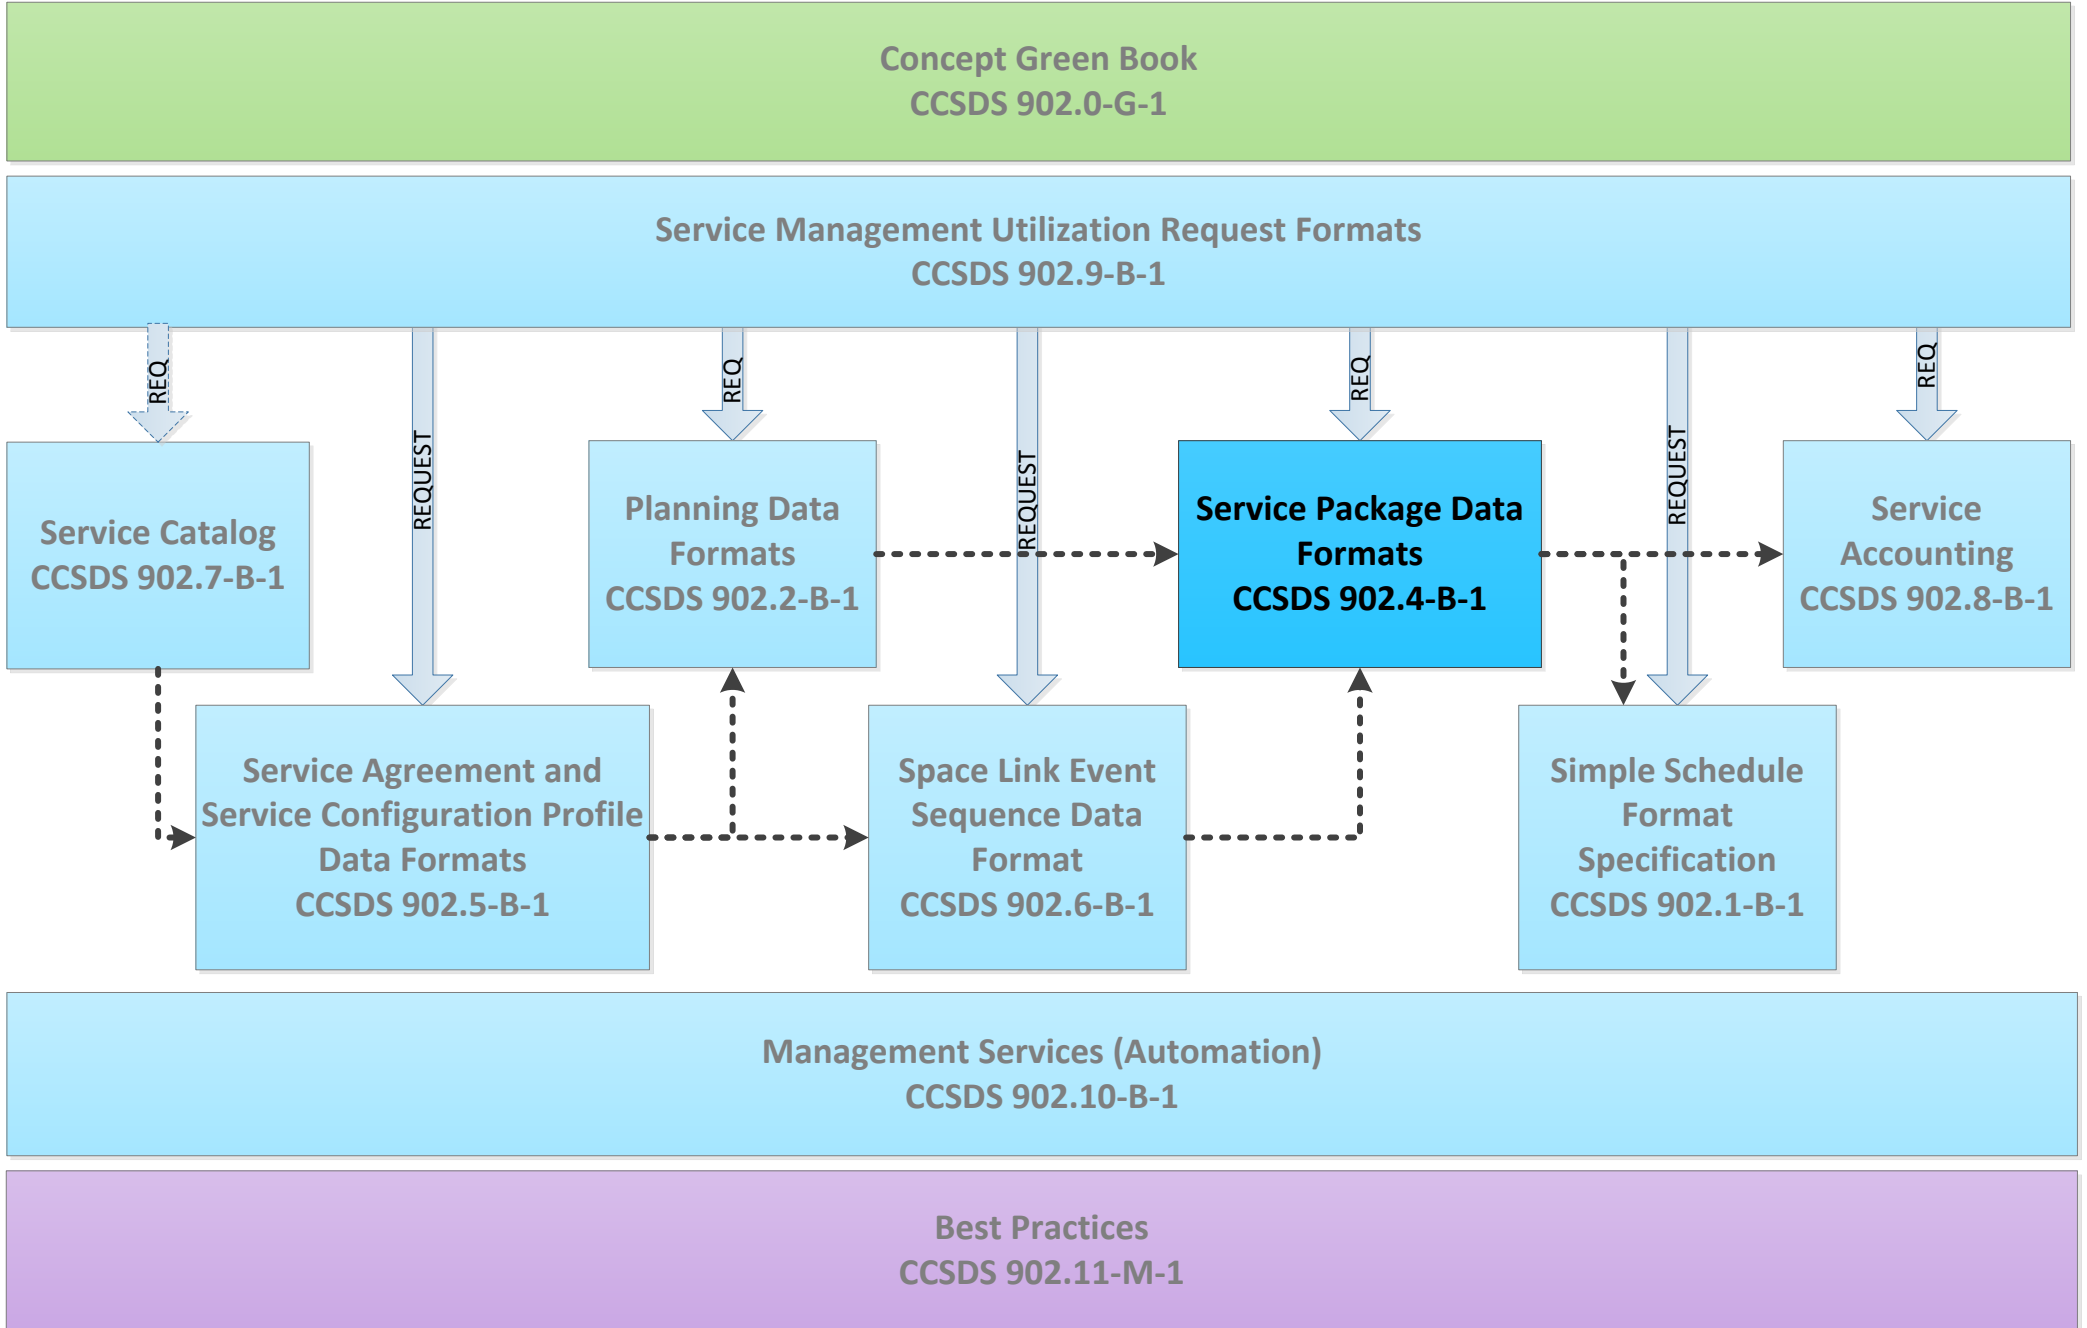 Concept Green Book
CCSDS 902.0-G-1
Service Management Utilization Request Formats
CCSDS 902.9-B-1
REQ
REQUEST
REQ
REQUEST
REQ
REQUEST
REQ
Service Catalog
CCSDS 902.7-B-1
Planning Data
Formats
CCSDS 902.2-B-1
Service Package Data
Formats
CCSDS 902.4-B-1
Service
Accounting
CCSDS 902.8-B-1
Service Agreement and
Service Configuration Profile
Data Formats
CCSDS 902.5-B-1
Space Link Event
Sequence Data
Format
CCSDS 902.6-B-1
Simple Schedule
Format
Specification
CCSDS 902.1-B-1
Management Services (Automation)
CCSDS 902.10-B-1
Best Practices
CCSDS 902.11-M-1